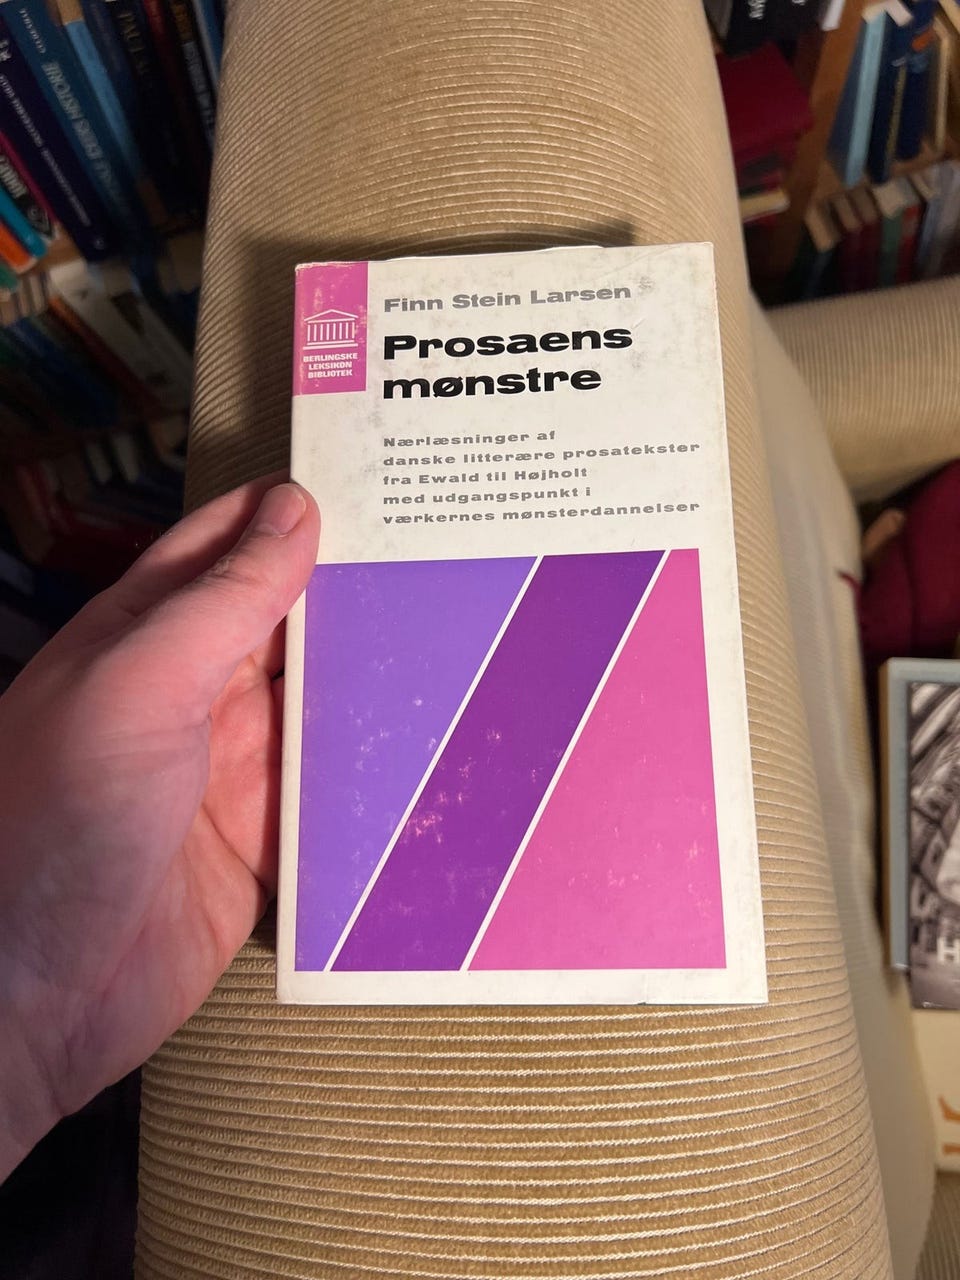 Finn Stein Larsen
Prosaens
mønstre
BERLINGSKE
LEKSIKON
BIBLIOTEK
Nærlæsninger af
danske litterære prosatekster
fra Ewald til Højholt
med udgangspunkt i
værkernes mønsterdannelser